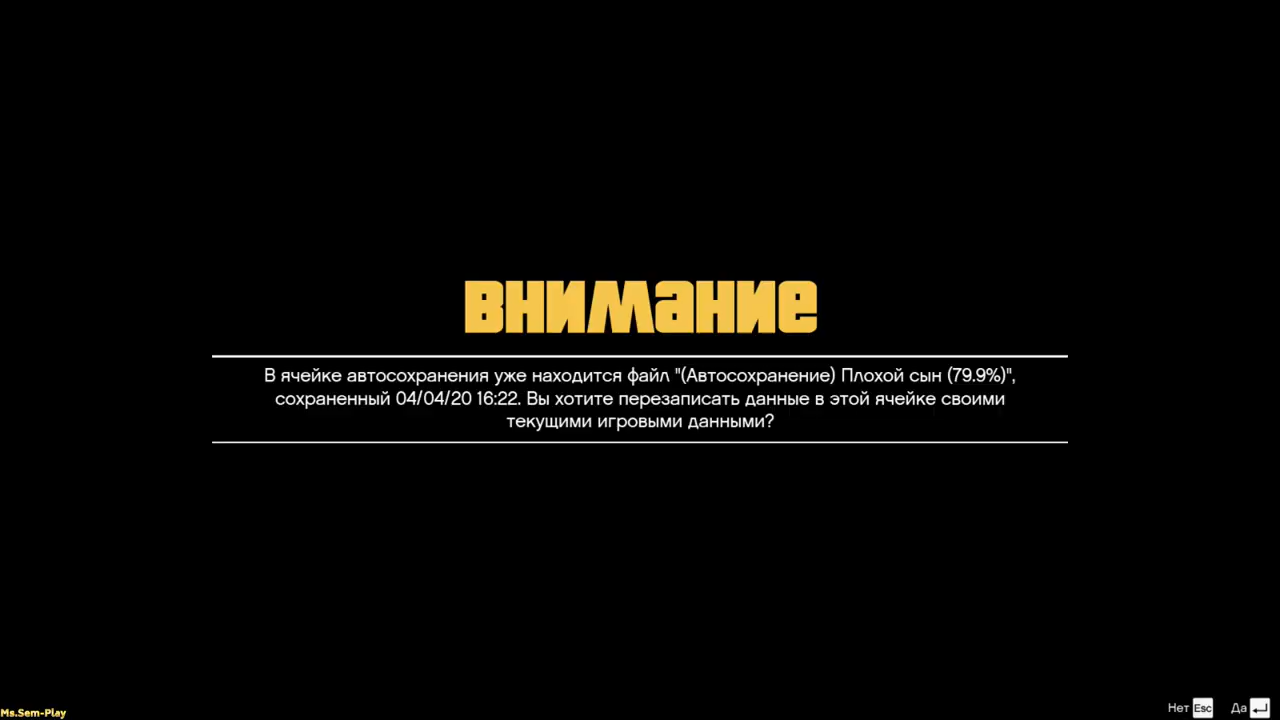 внимание
В ячейке автосохранения уже находится файл "(Автосохранение) Плохой сын (79.9%)",
сохраненный 04/04/20 16:22. Вы хотите перезаписать данные в этой ячейке своими
текущими игровыми данными?
Ms.Sem-Play
Нет Esc Да